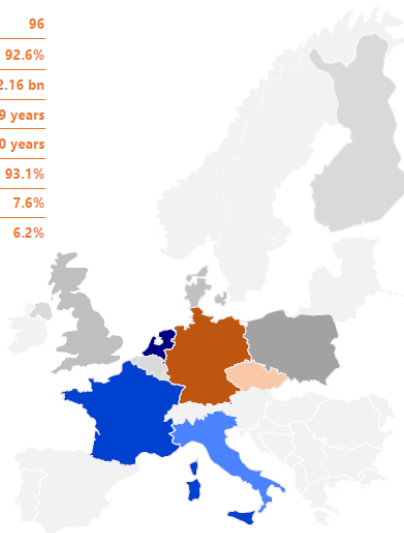 96
92.6%
2.16 bn
9 years
0 years
93.1%
7.6%
6.2%